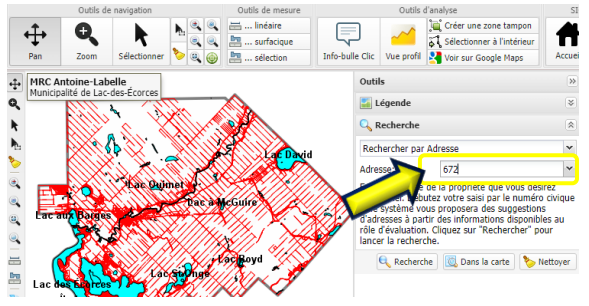 Outils de navigation
Outils de mesure
Outils d'analyse
Pan
Zoom
Sélectionner
... linéaire
... surfacique
... sélection
Info-bulle Clic
Vue profil
Créer une zone tampon
Sélectionner à l'intérieur
Voir sur Google Maps
MRC Antoine-Labelle
Municipalité de Lac-des-Écorces
Lac David
Lac Quimet
Lac à McGuire
Lac aux Barges
Lac Royd
Lac St-Onge
Lac des Écorces
Outils
Légende
Recherche
Rechercher par Adresse
Adresse
672
de la propriété que vous désirez
ébutez votre saisi par le numéro civique
e système vous proposera des suggestions
d'adresses à partir des informations disponibles au
rôle d'évaluation. Cliquez sur "Rechercher" pour
lancer la recherche.
Recherche
Dans la carte
Nettoyer